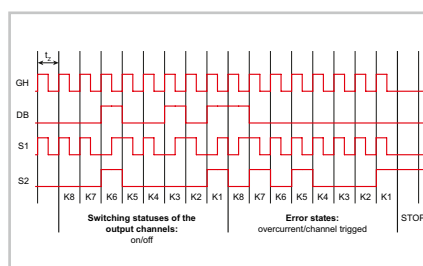 tz
GH
DB
S1
S2
K8 K7 K6 K5 K4 K3 K2 K1 K8 K7 K6 K5 K4 K3 K2 K1
Switching statuses of the
output channels:
on/off
Error states:
overcurrent/channel trigged
STOP